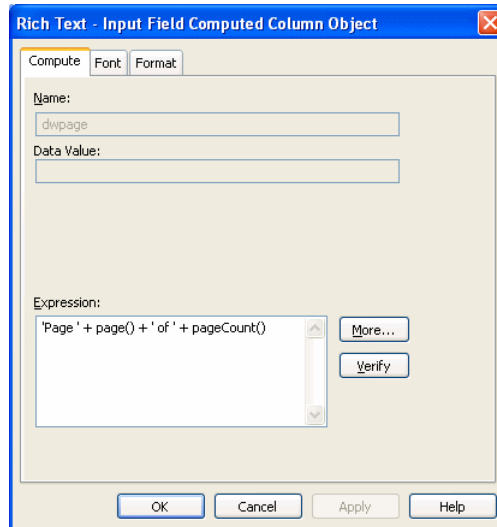 Rich Text - Input Field Computed Column Object
Compute Font Format
Name:
dwpage
Data Value:
Expression:
'Page ' + page() + ' of ' + pageCount()
More...
Verify
OK Cancel Apply Help